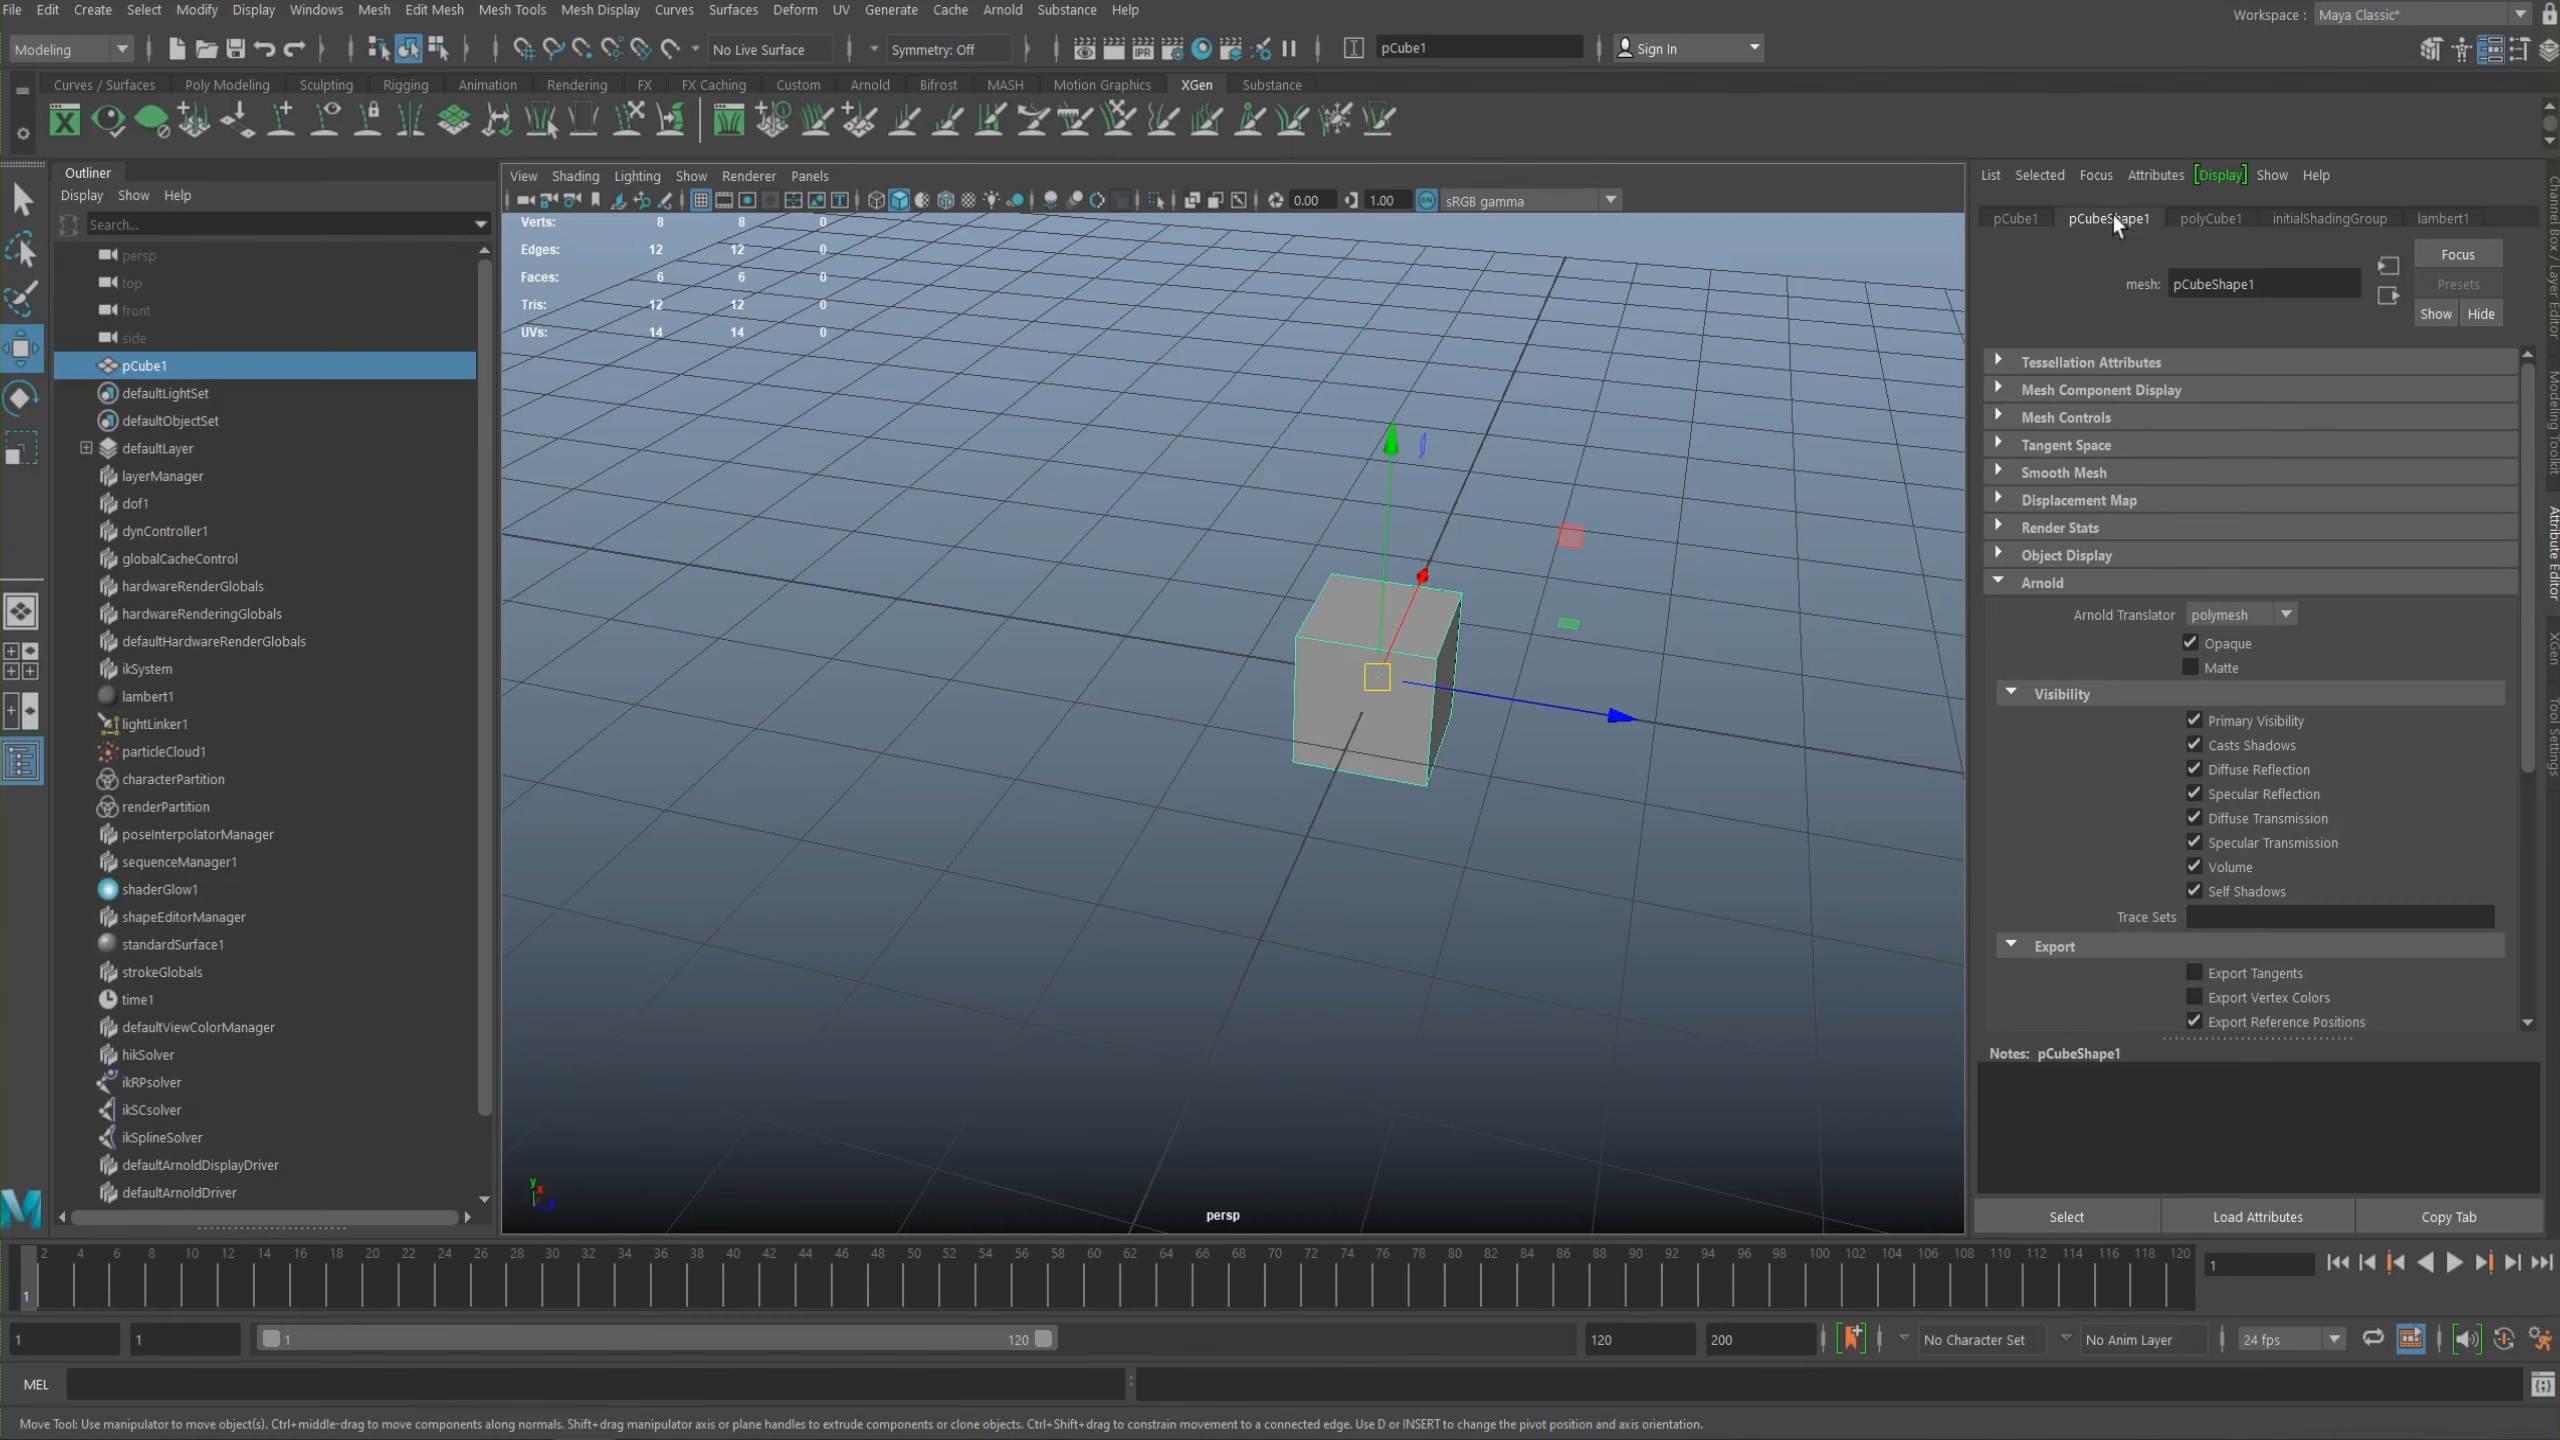 File Edit Create Select Modify Display Windows Mesh Edit Mesh Mesh Tools Mesh Display Curves Surfaces Deform UV Generate Cache Arnold Substance Help
Workspace : Maya Classic*
Modeling No Live Surface Symmetry: Off pCube1 Sign In
Curves / Surfaces Poly Modeling Sculpting Rigging Animation Rendering FX FX Caching Custom Arnold Bifrost MASH Motion Graphics XGen Substance
Outliner
Display Show Help
Search...
persp
top
front
side
pCube1
defaultLightSet
defaultObjectSet
defaultLayer
layerManager
dof1
dynController1
globalCacheControl
hardwareRenderGlobals
hardwareRenderingGlobals
defaultHardwareRenderGlobals
ikSystem
lambert1
lightLinker1
particleCloud1
characterPartition
renderPartition
poseInterpolatorManager
sequenceManager1
shaderGlow1
shapeEditorManager
standardSurface1
strokeGlobals
time1
defaultViewColorManager
hikSolver
ikRPsolver
ikSCsolver
ikSplineSolver
defaultArnoldDisplayDriver
defaultArnoldDriver
View Shading Lighting Show Renderer Panels
0.00 1.00 ON sRGB gamma
Verts: 8 8 0
Edges: 12 12 0
Faces: 6 6 0
Tris: 12 12 0
UVs: 14 14 0
y
x
persp
List Selected Focus Attributes [Display] Show Help
pCube1 pCubeShape1 polyCube1 initialShadingGroup lambert1
Focus
mesh: pCubeShape1
Presets
Show Hide
Tessellation Attributes
Mesh Component Display
Mesh Controls
Tangent Space
Smooth Mesh
Displacement Map
Render Stats
Object Display
Arnold
Arnold Translator polymesh
Opaque
Matte
Visibility
Primary Visibility
Casts Shadows
Diffuse Reflection
Specular Reflection
Diffuse Transmission
Specular Transmission
Volume
Self Shadows
Trace Sets
Export
Export Tangents
Export Vertex Colors
Export Reference Positions
Notes: pCubeShape1
Select Load Attributes Copy Tab
Channel Box / Layer Editor
Modeling Toolkit
Attribute Editor
XGen
Tool Settings
2 4 6 8 10 12 14 16 18 20 22 24 26 28 30 32 34 36 38 40 42 44 46 48 50 52 54 56 58 60 62 64 66 68 70 72 74 76 78 80 82 84 86 88 90 92 94 96 98 100 102 104 106 108 110 112 114 116 118 120
1
1
1 1 1 120 120 200 No Character Set No Anim Layer 24 fps
MEL
Move Tool: Use manipulator to move object(s). Ctrl+middle-drag to move components along normals. Shift+drag manipulator axis or plane handles to extrude components or clone objects. Ctrl+Shift+drag to constrain movement to a connected edge. Use D or INSERT to change the pivot position and axis orientation.